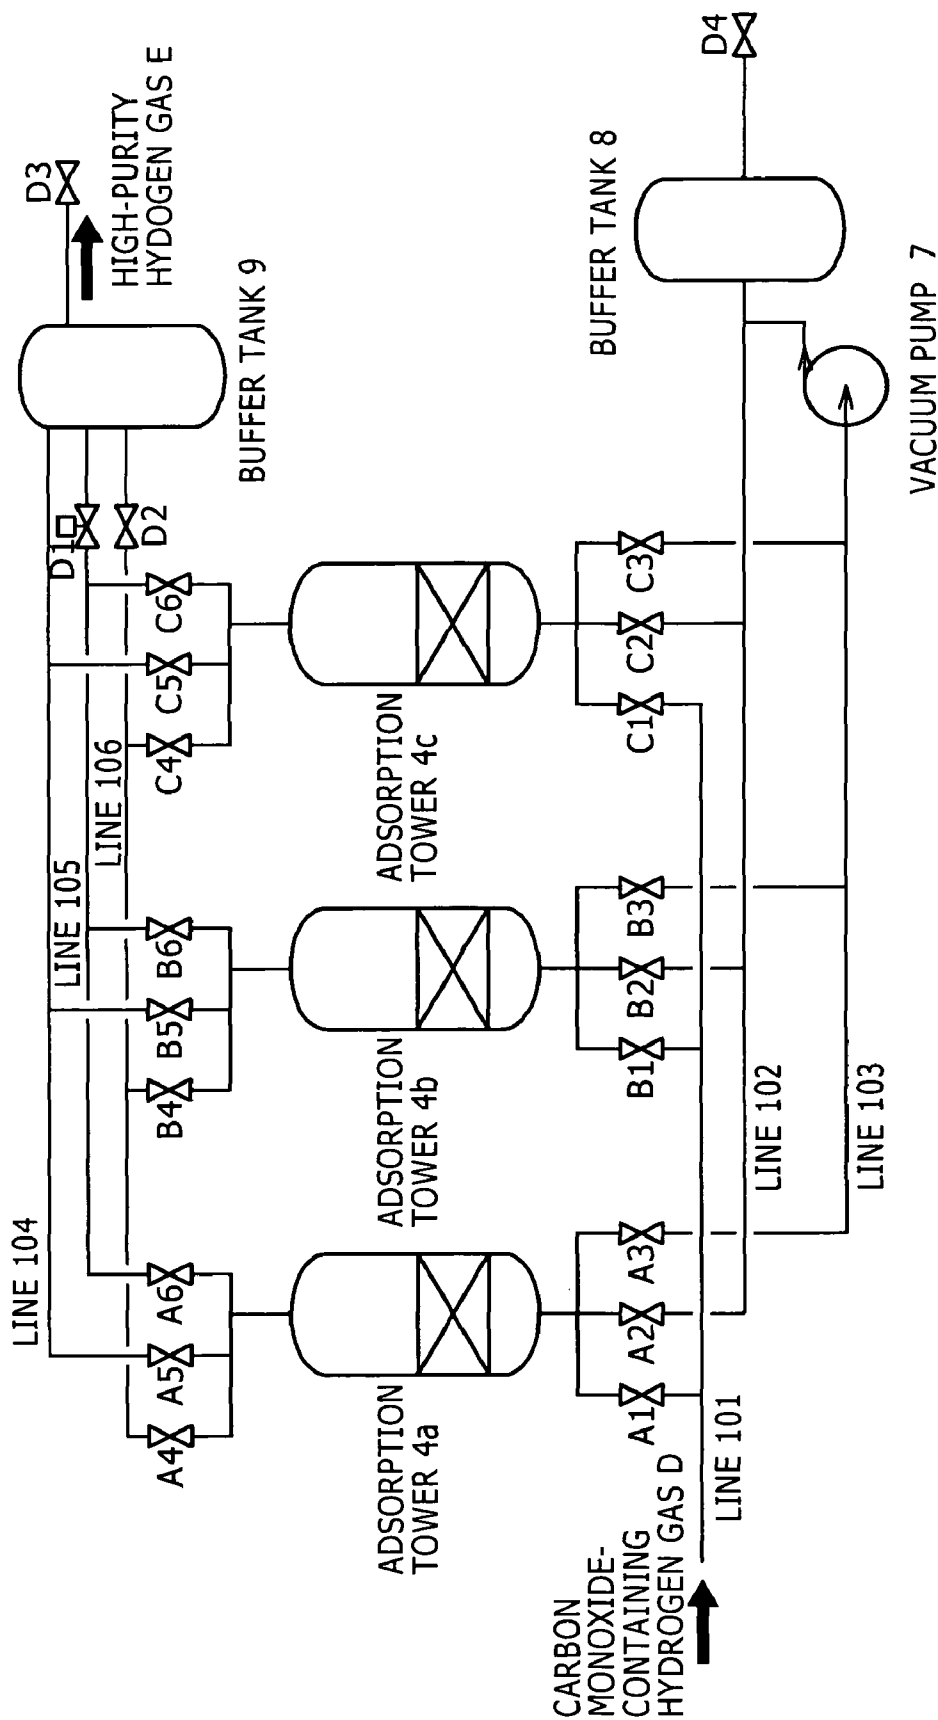 LINE 104
LINE 105
LINE 106
D1
D2
D3
HIGH-PURITY
HYDOGEN GAS E
BUFFER TANK 9
A4
A5
A6
B4
B5
B6
C4
C5
C6
ADSORPTION
TOWER 4a
ADSORPTION
TOWER 4b
ADSORPTION
TOWER 4c
A1
A2
A3
B1
B2
B3
C1
C2
C3
CARBON
MONOXIDE-
CONTAINING
HYDROGEN GAS D
LINE 101
LINE 102
LINE 103
BUFFER TANK 8
D4
VACUUM PUMP 7